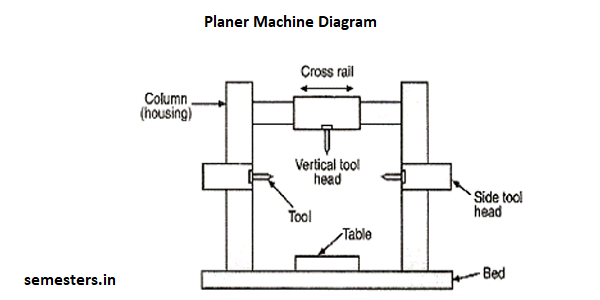 Planer Machine Diagram
Cross rail
Column
(housing)
Vertical tool
head
Tool
Side tool
head
Table
Bed
semesters.in